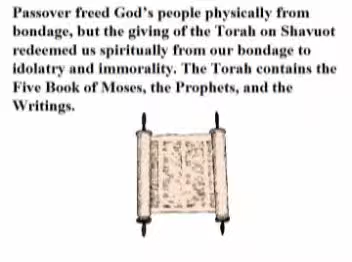 Passover freed God's people physically from
bondage, but the giving of the Torah on Shavuot
redeemed us spiritually from our bondage to
idolatry and immorality. The Torah contains the
Five Book of Moses, the Prophets, and the
Writings.